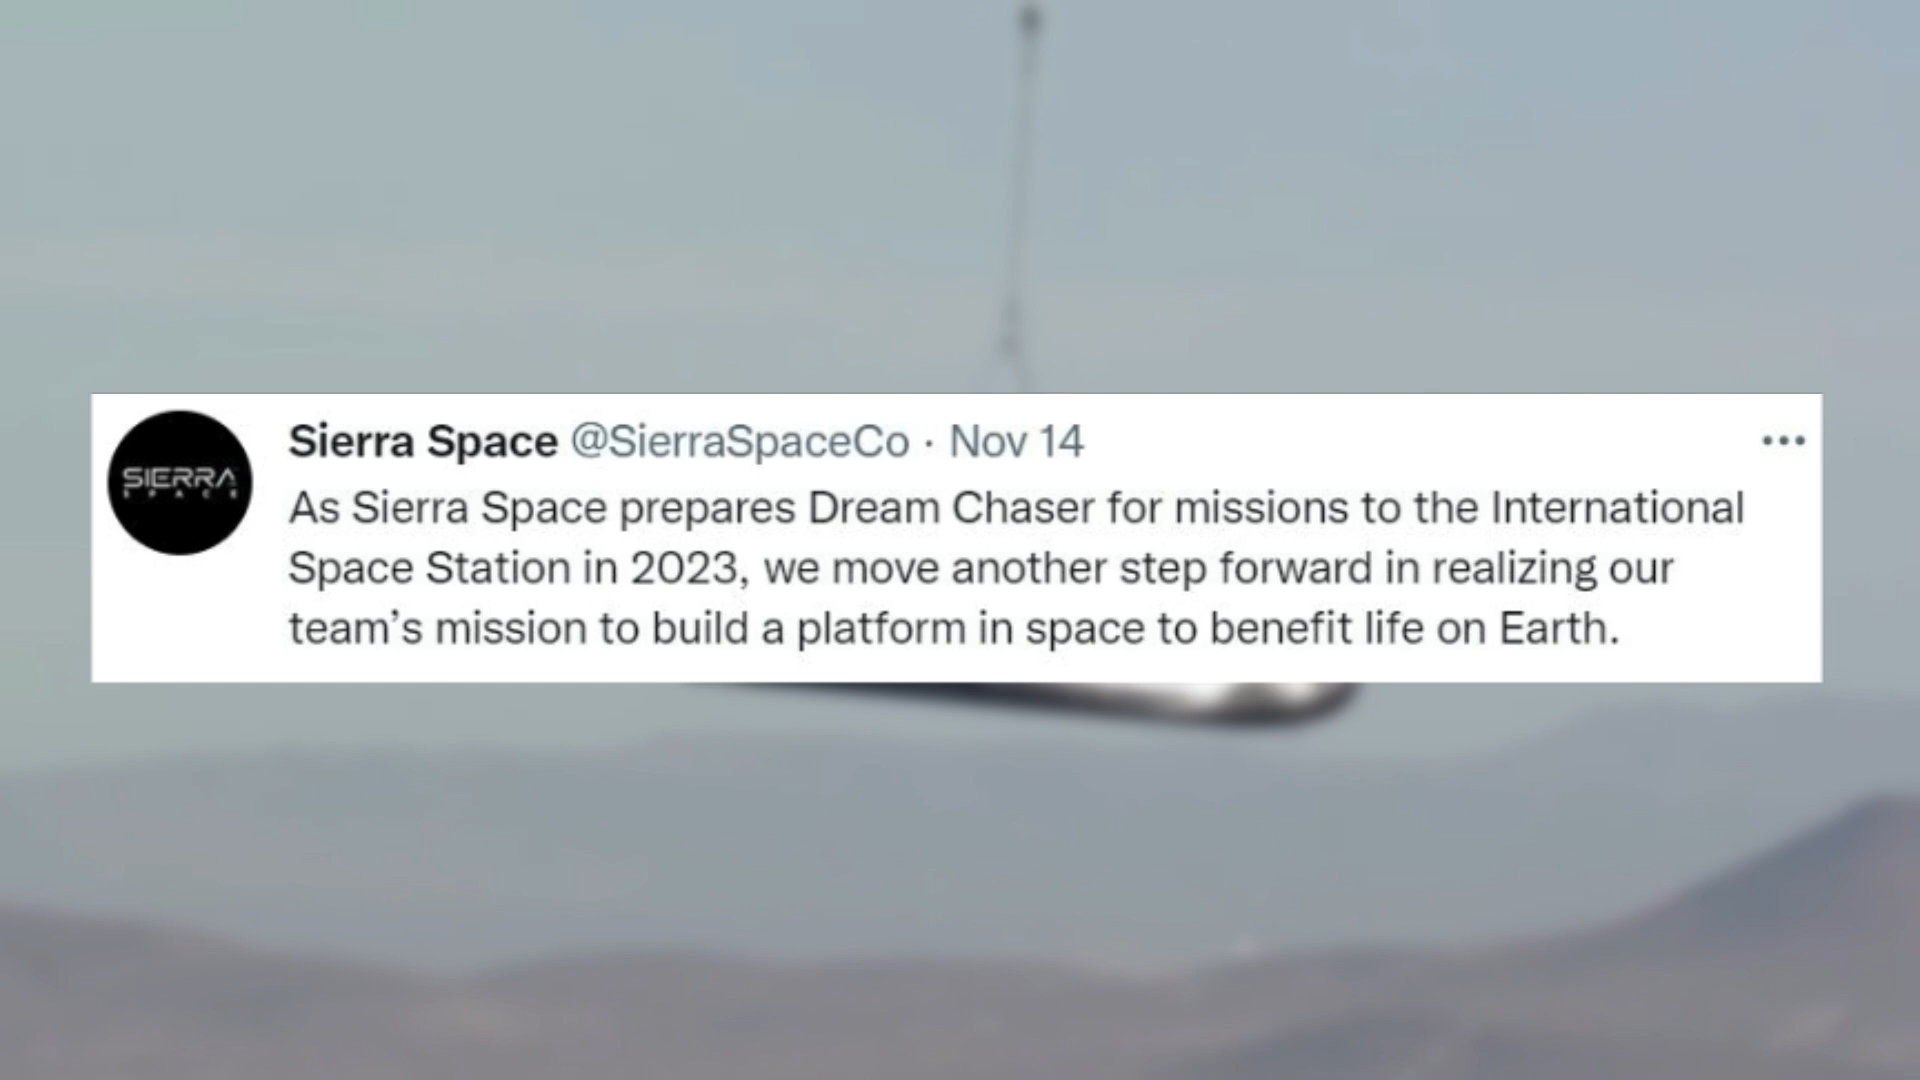 SIERRA
SPACE
Sierra Space @SierraSpaceCo · Nov 14
As Sierra Space prepares Dream Chaser for missions to the International
Space Station in 2023, we move another step forward in realizing our
team’s mission to build a platform in space to benefit life on Earth.